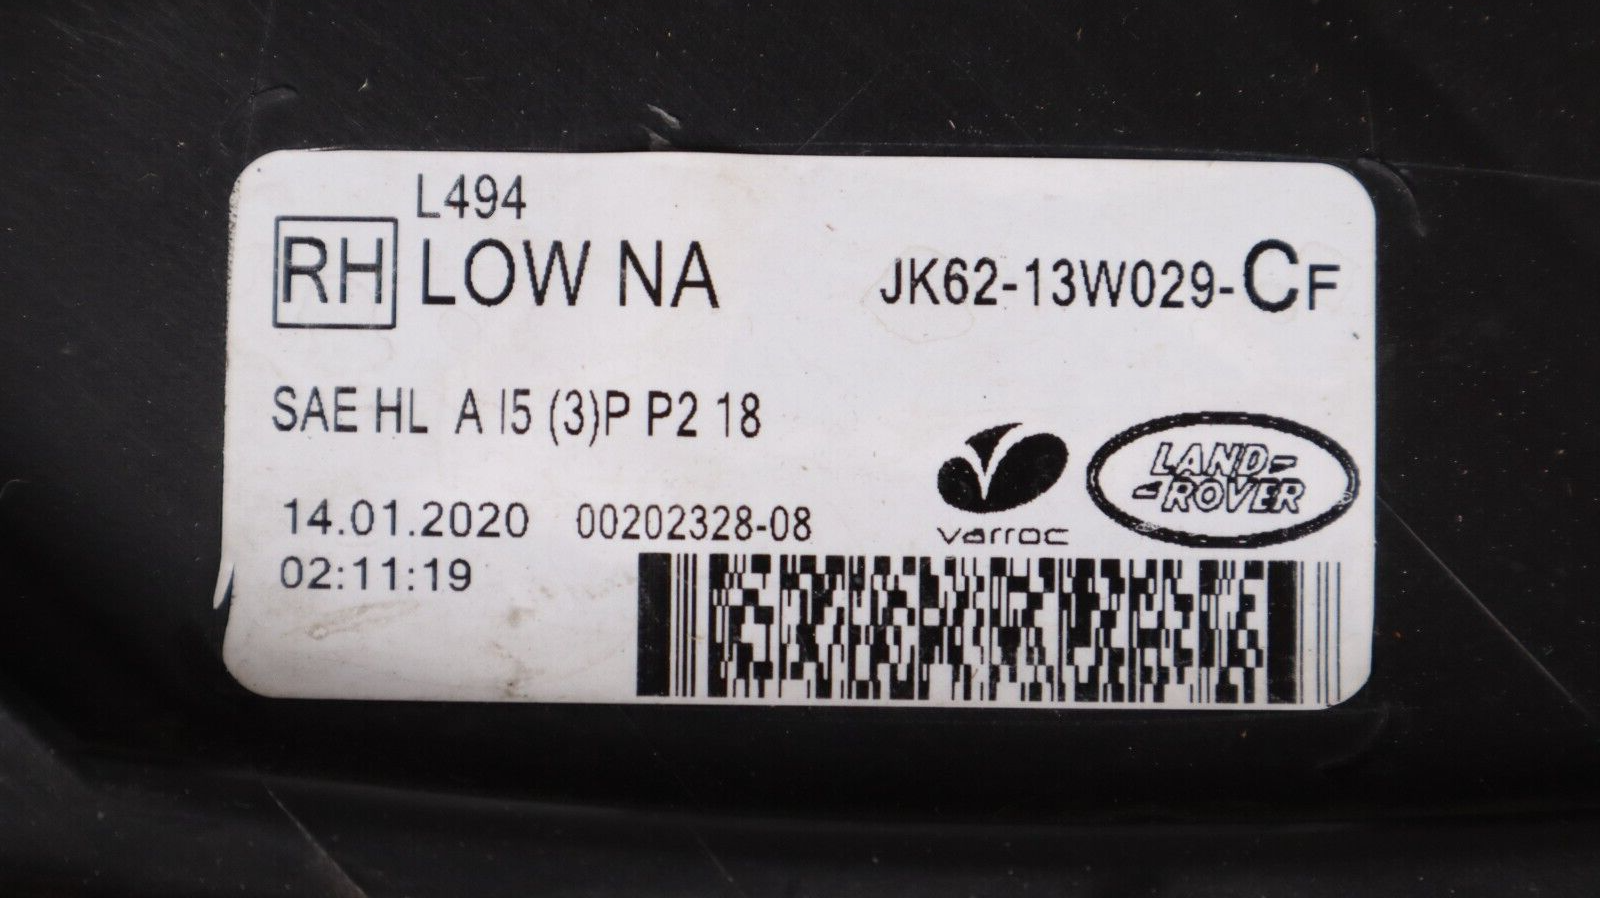 L494
RH LOW NA JK62-13W029-CF
SAE HL A I5 (3)P P2 18
14.01.2020 00202328-08
02:11:19
varroc
LAND-
-ROVER